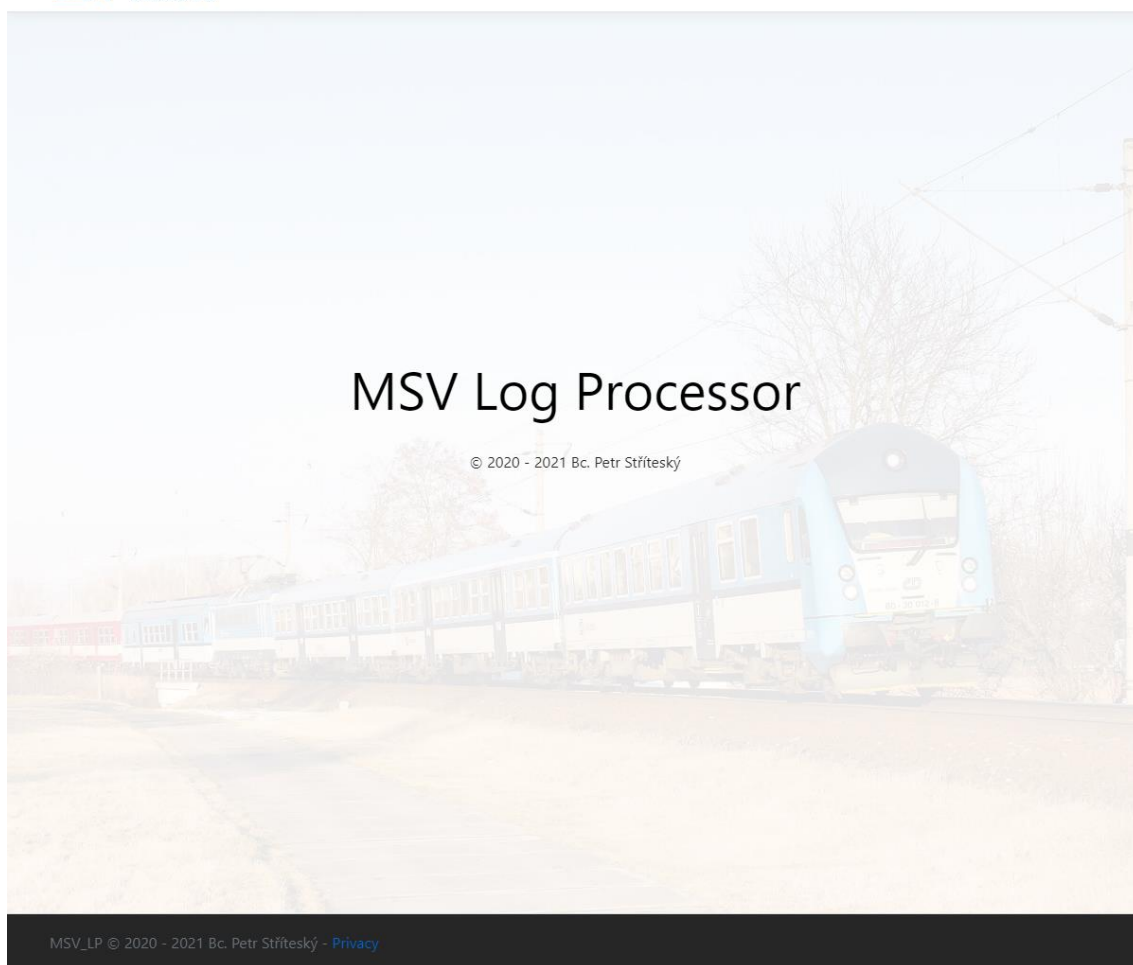 MSV Log Processor
© 2020 - 2021 Bc. Petr Stříteský
MSV_LP © 2020 - 2021 Bc. Petr Stříteský - Privacy